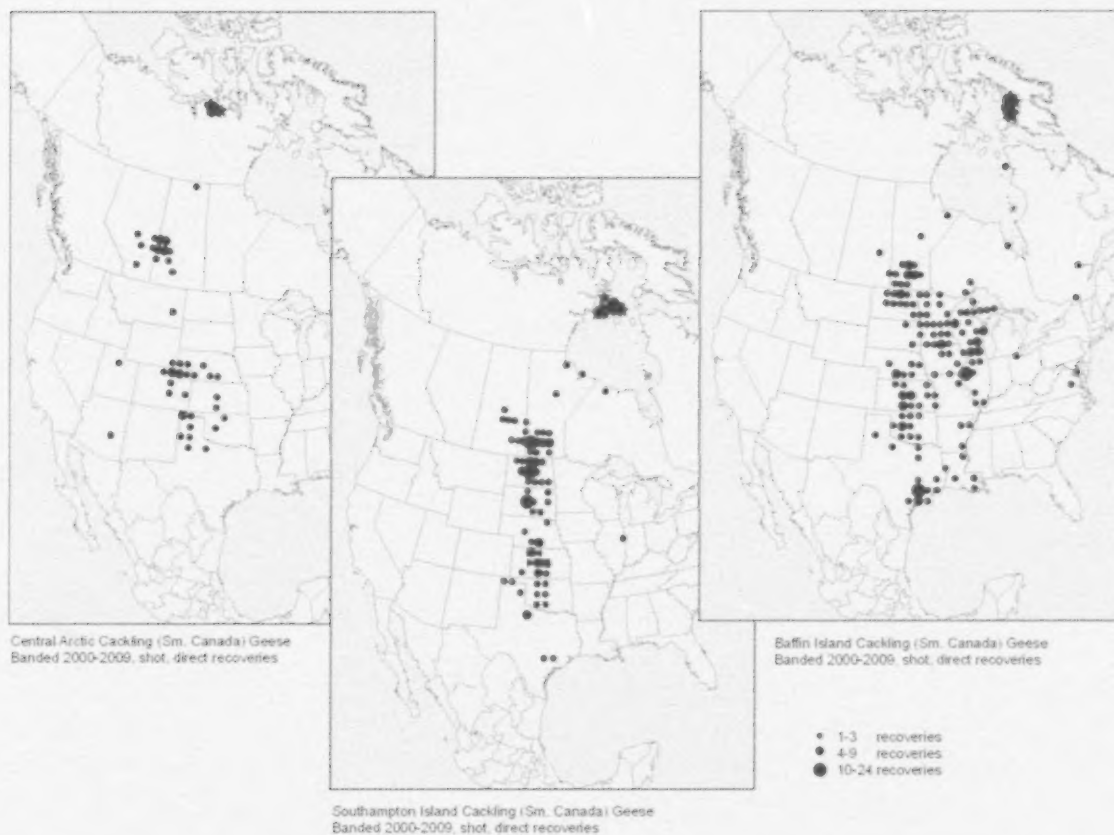 Central Arctic Cackling (Sm. Canada) Geese
Banded 2000-2009, shot, direct recoveries
Southampton Island Cackling (Sm. Canada) Geese
Banded 2000-2009, shot, direct recoveries
Baffin Island Cackling (Sm. Canada) Geese
Banded 2000-2009, shot, direct recoveries
1-3 recoveries
4-9 recoveries
10-24 recoveries